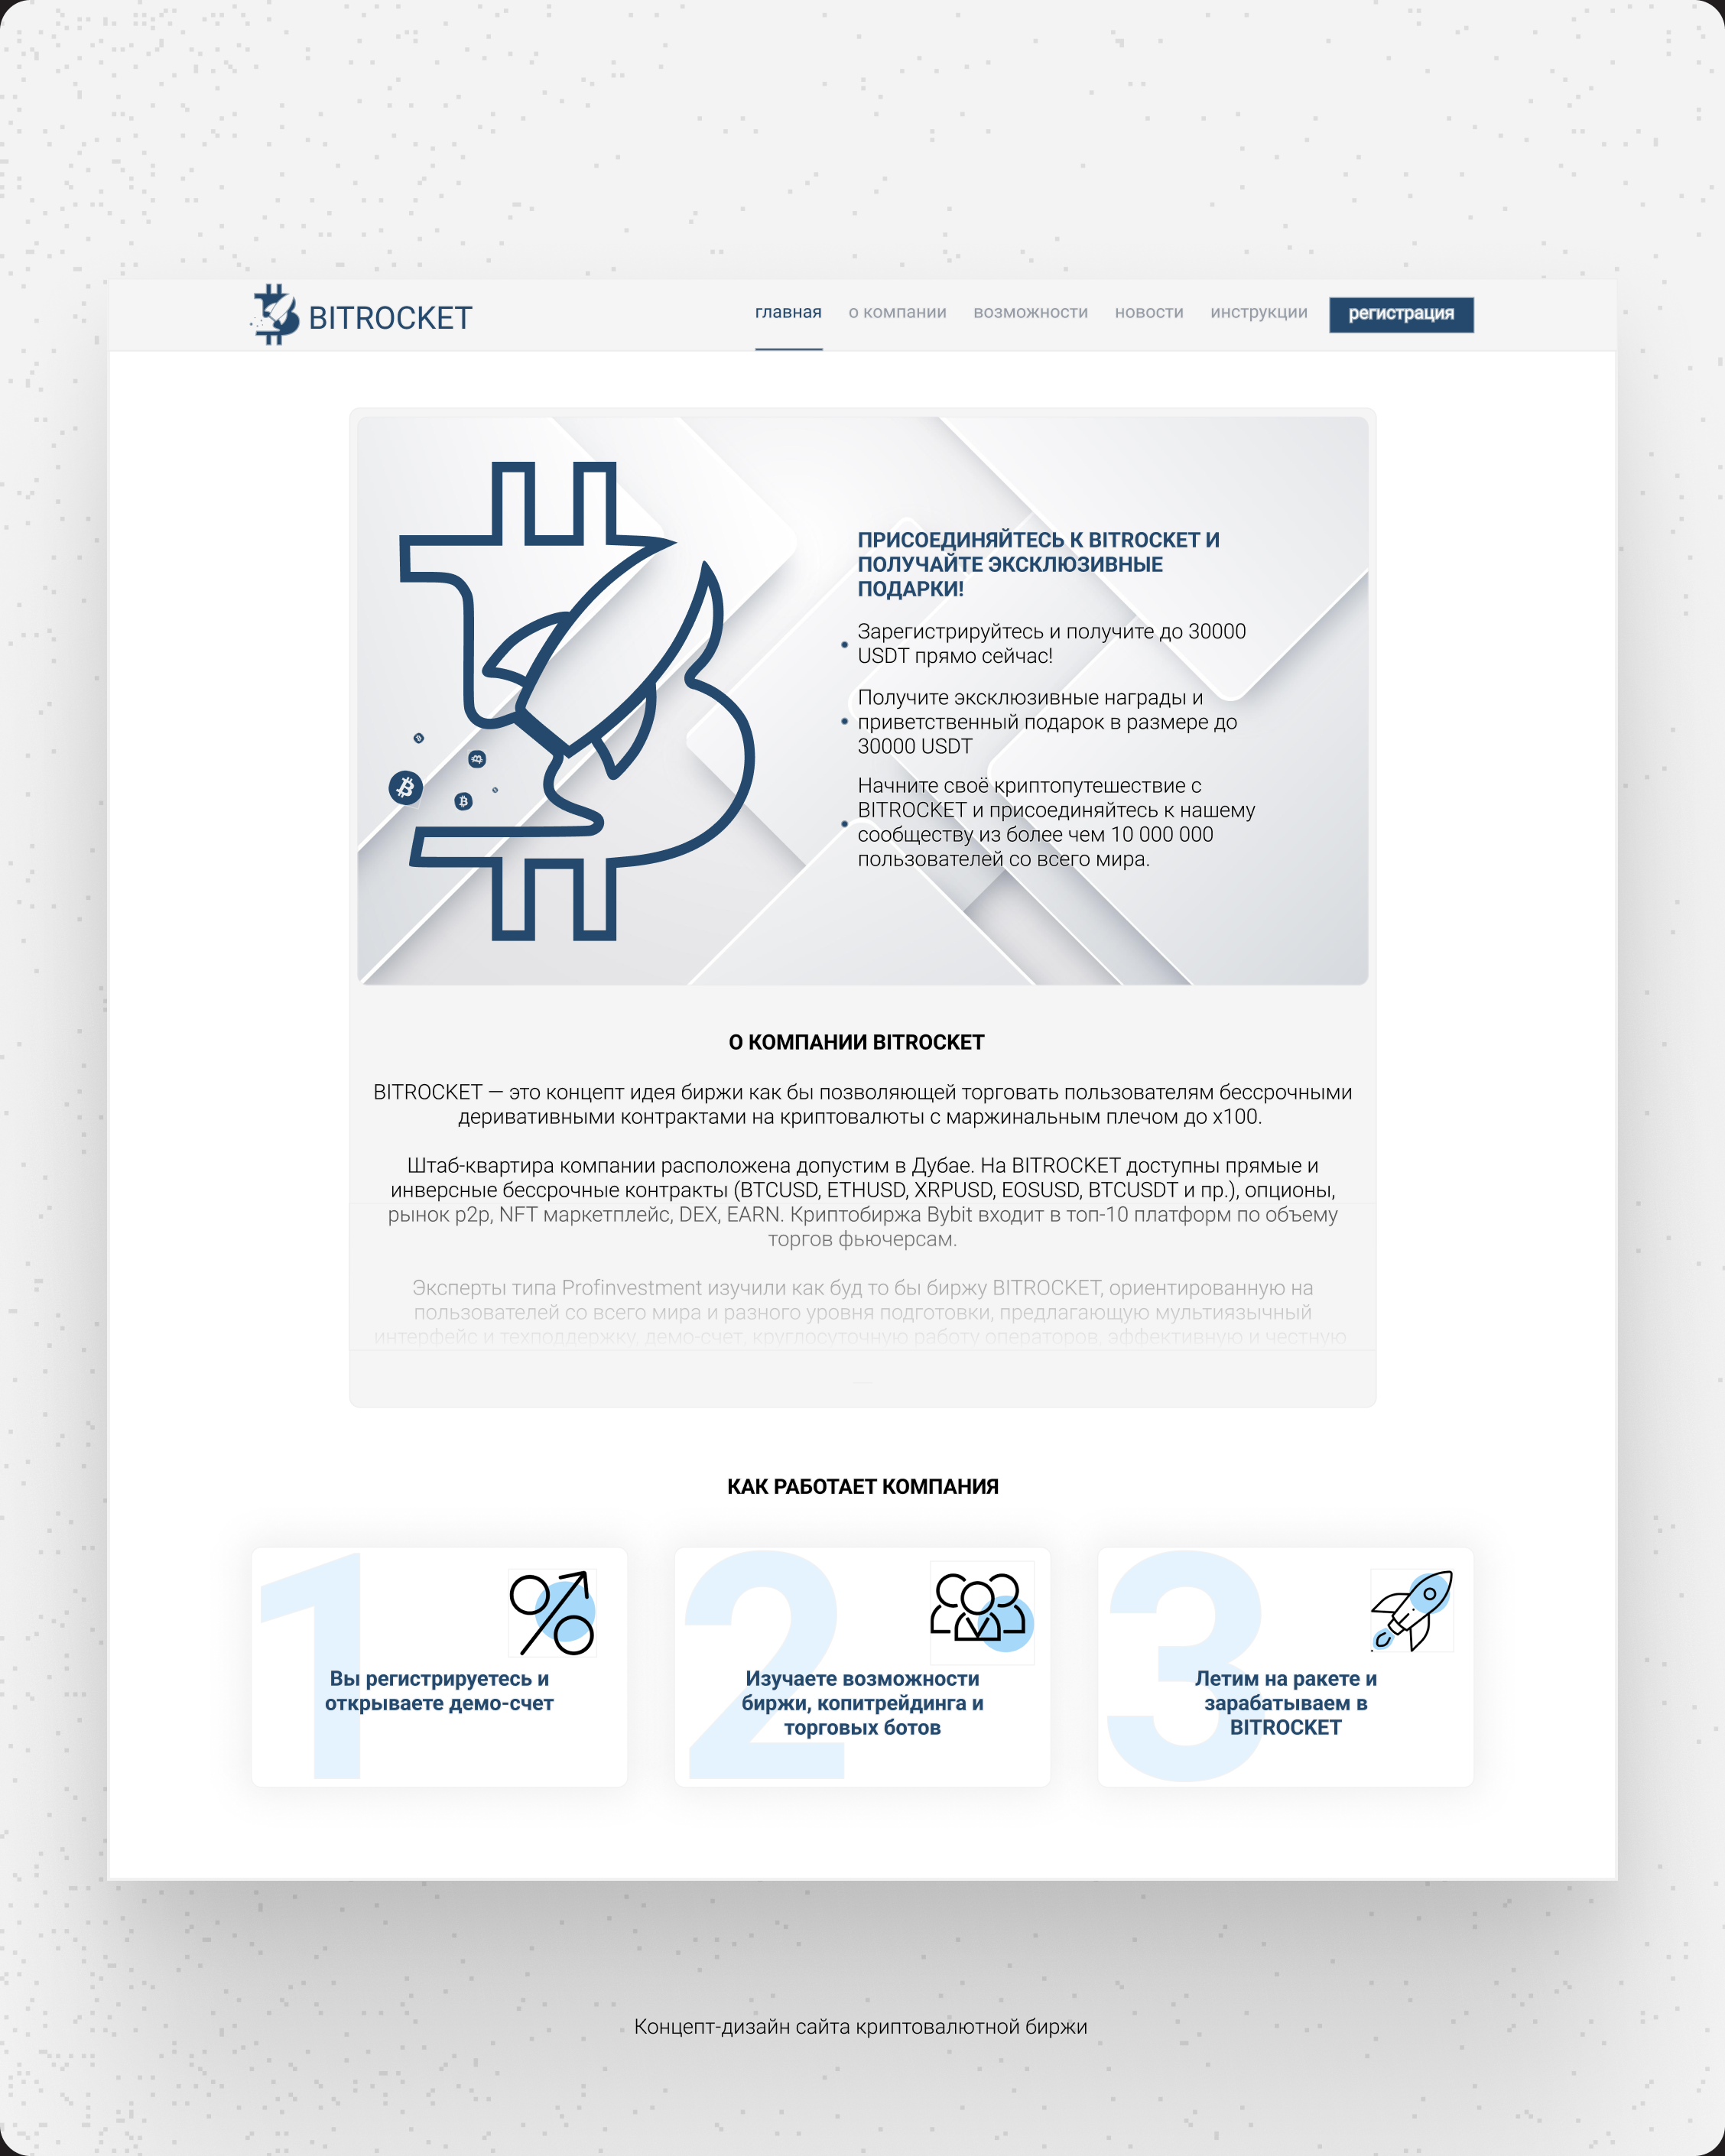 BITROCKET
главная о компании возможности новости инструкции регистрация
ПРИСОЕДИНЯЙТЕСЬ К BITROCKET И
ПОЛУЧАЙТЕ ЭКСКЛЮЗИВНЫЕ
ПОДАРКИ!
Зарегистрируйтесь и получите до 30000
USDT прямо сейчас!
Получите эксклюзивные награды и
приветственный подарок в размере до
30000 USDT
Начните своё криптопутешествие с
BITROCKET и присоединяйтесь к нашему
сообществу из более чем 10 000 000
пользователей со всего мира.
О КОМПАНИИ BITROCKET
BITROCKET — это концепт идея биржи как бы позволяющей торговать пользователям бессрочными
деривативными контрактами на криптовалюты с маржинальным плечом до x100.
Штаб-квартира компании расположена допустим в Дубае. На BITROCKET доступны прямые и
инверсные бессрочные контракты (BTCUSD, ETHUSD, XRPUSD, EOSUSD, BTCUSDT и пр.), опционы,
рынок p2p, NFT маркетплейс, DEX, EARN. Криптобиржа Bybit входит в топ-10 платформ по объему
торгов фьючерсам.
Эксперты типа Profinvestment изучили как буд то бы биржу BITROCKET, ориентированную на
пользователей со всего мира и разного уровня подготовки, предлагающую мультиязычный
интерфейс и техподдержку, демо-счет, круглосуточную работу операторов, эффективную и честную
КАК РАБОТАЕТ КОМПАНИЯ
1
Вы регистрируетесь и
открываете демо-счет
2
Изучаете возможности
биржи, копитрейдинга и
торговых ботов
3
Летим на ракете и
зарабатываем в
BITROCKET
Концепт-дизайн сайта криптовалютной биржи